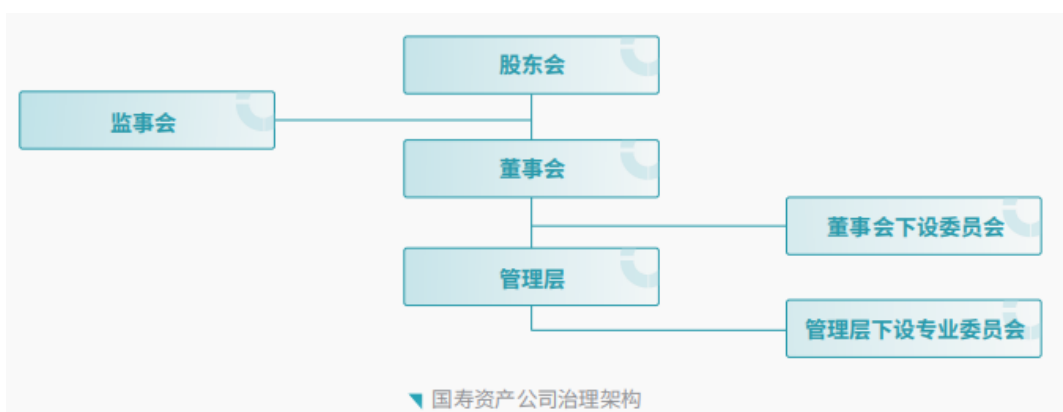 股东会
监事会
董事会
董事会下设委员会
管理层
管理层下设专业委员会
国寿资产公司治理架构